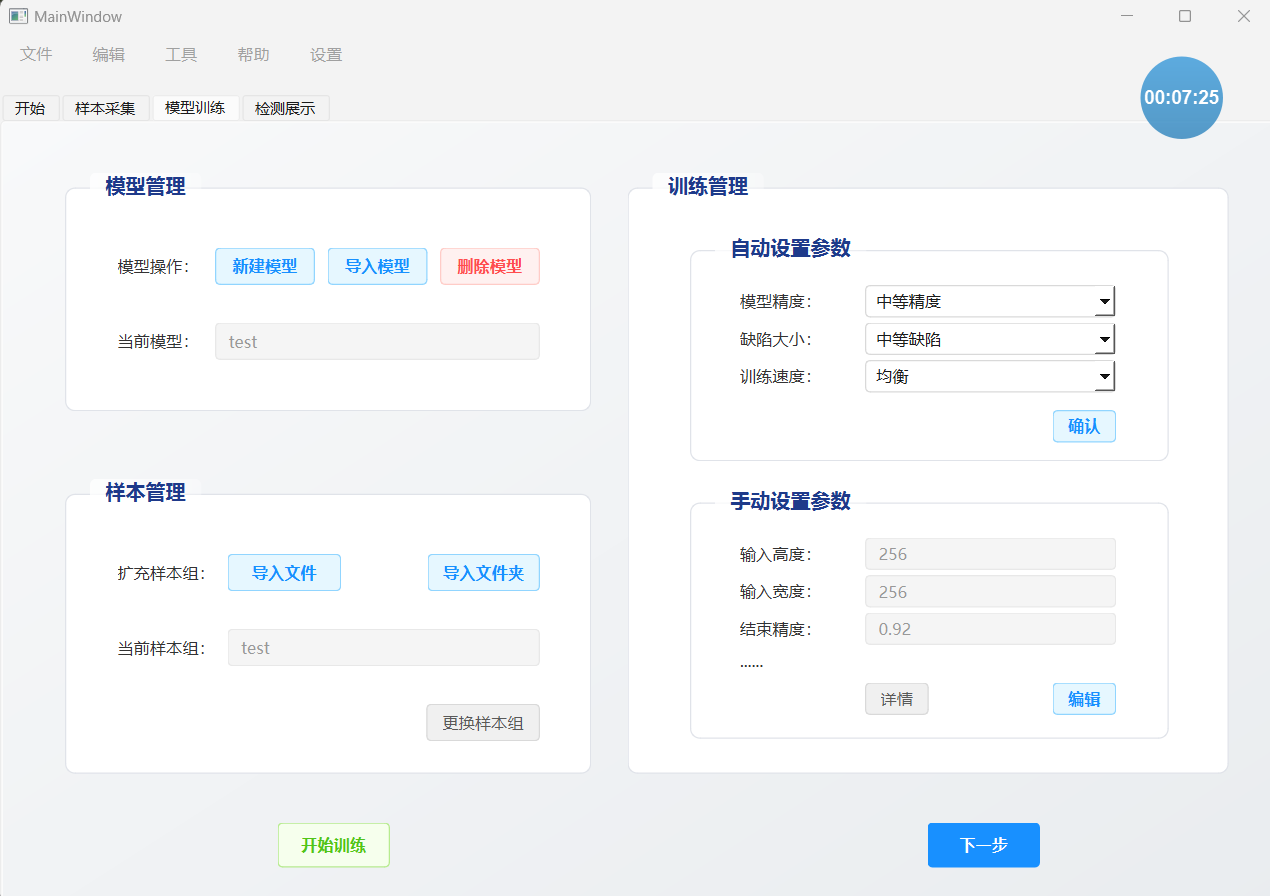 MainWindow
文件 编辑 工具 帮助 设置
00:07:25
开始 样本采集 模型训练 检测展示
模型管理
模型操作： 新建模型 导入模型 删除模型
当前模型： test
样本管理
扩充样本组： 导入文件 导入文件夹
当前样本组： test
更换样本组
训练管理
自动设置参数
模型精度： 中等精度
缺陷大小： 中等缺陷
训练速度： 均衡
确认
手动设置参数
输入高度： 256
输入宽度： 256
结束精度： 0.92
......
详情 编辑
开始训练 下一步